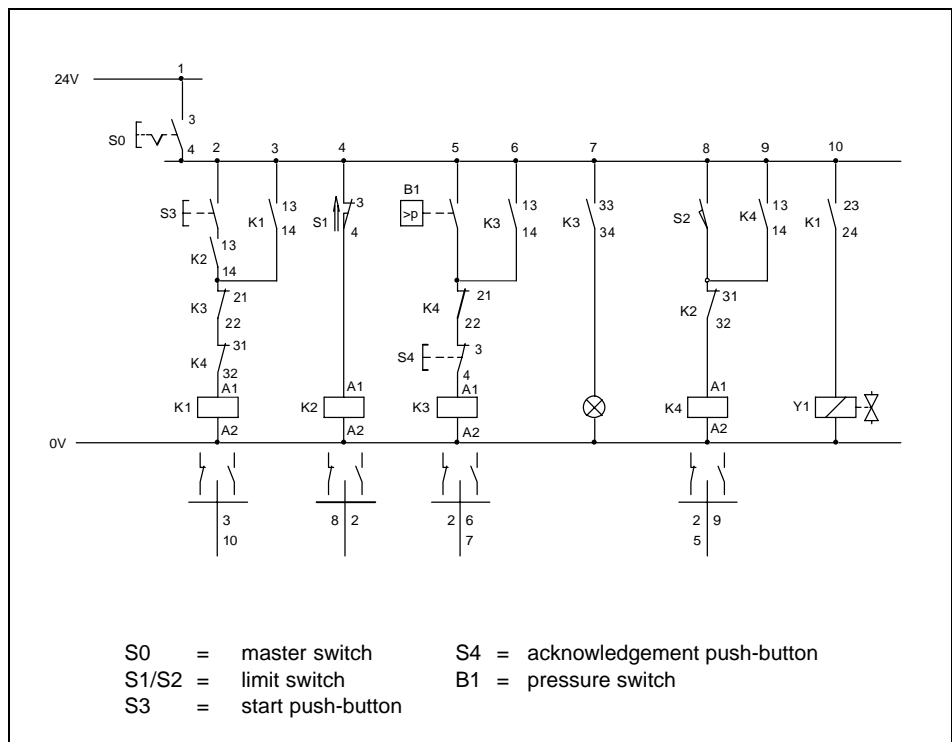 1
24V
3
S0
4
2 3 4 5 6 7 8 9 10
B1
S3 K1 13 14 S1 3 4 >p K3 13 14 K3 33 34 S2 K4 13 14 K1 23 24
K2 13 14
K3 21 22 K4 21 22 K2 31 32
K4 31 32 S4 3 4
A1 A1 A1 A1
K1 K2 K3 K4 Y1
A2 A2 A2 A2
0V
3 8 2 2 6 2 9
10 7 5
S0 = master switch S4 = acknowledgement push-button
S1/S2 = limit switch B1 = pressure switch
S3 = start push-button